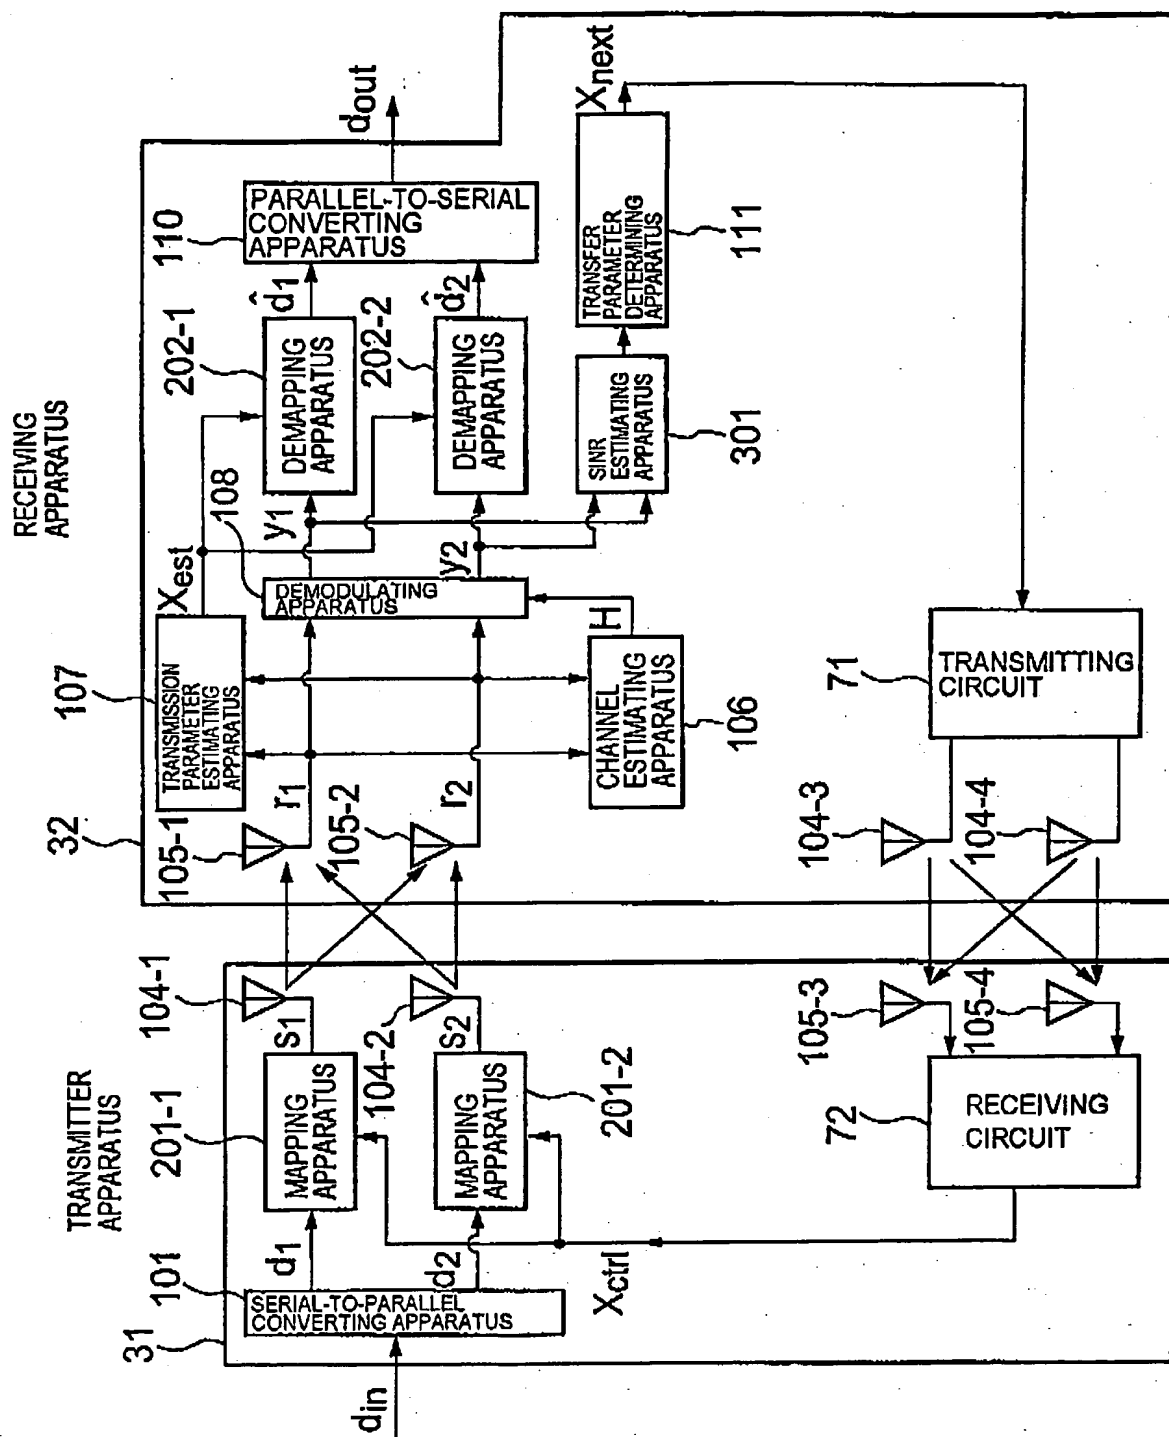 TRANSMITTER
APPARATUS
31
din
101
SERIAL-TO-PARALLEL
CONVERTING APPARATUS
d1
d2
201-1
MAPPING
APPARATUS
MAPPING
APPARATUS
201-2
s1
s2
104-1
104-2
Xctrl
72
RECEIVING
CIRCUIT
105-3
105-4
RECEIVING
APPARATUS
32
105-1
105-2
r1
r2
107
TRANSMISSION
PARAMETER
ESTIMATING
APPARATUS
Xest
108
DEMODULATING
APPARATUS
CHANNEL
ESTIMATING
APPARATUS
106
H
y1
y2
202-1
DEMAPPING
APPARATUS
202-2
DEMAPPING
APPARATUS
d̂1
d̂2
110
PARALLEL-TO-SERIAL
CONVERTING
APPARATUS
dout
SINR
ESTIMATING
APPARATUS
301
TRANSFER
PARAMETER
DETERMINING
APPARATUS
111
Xnext
71
TRANSMITTING
CIRCUIT
104-3
104-4